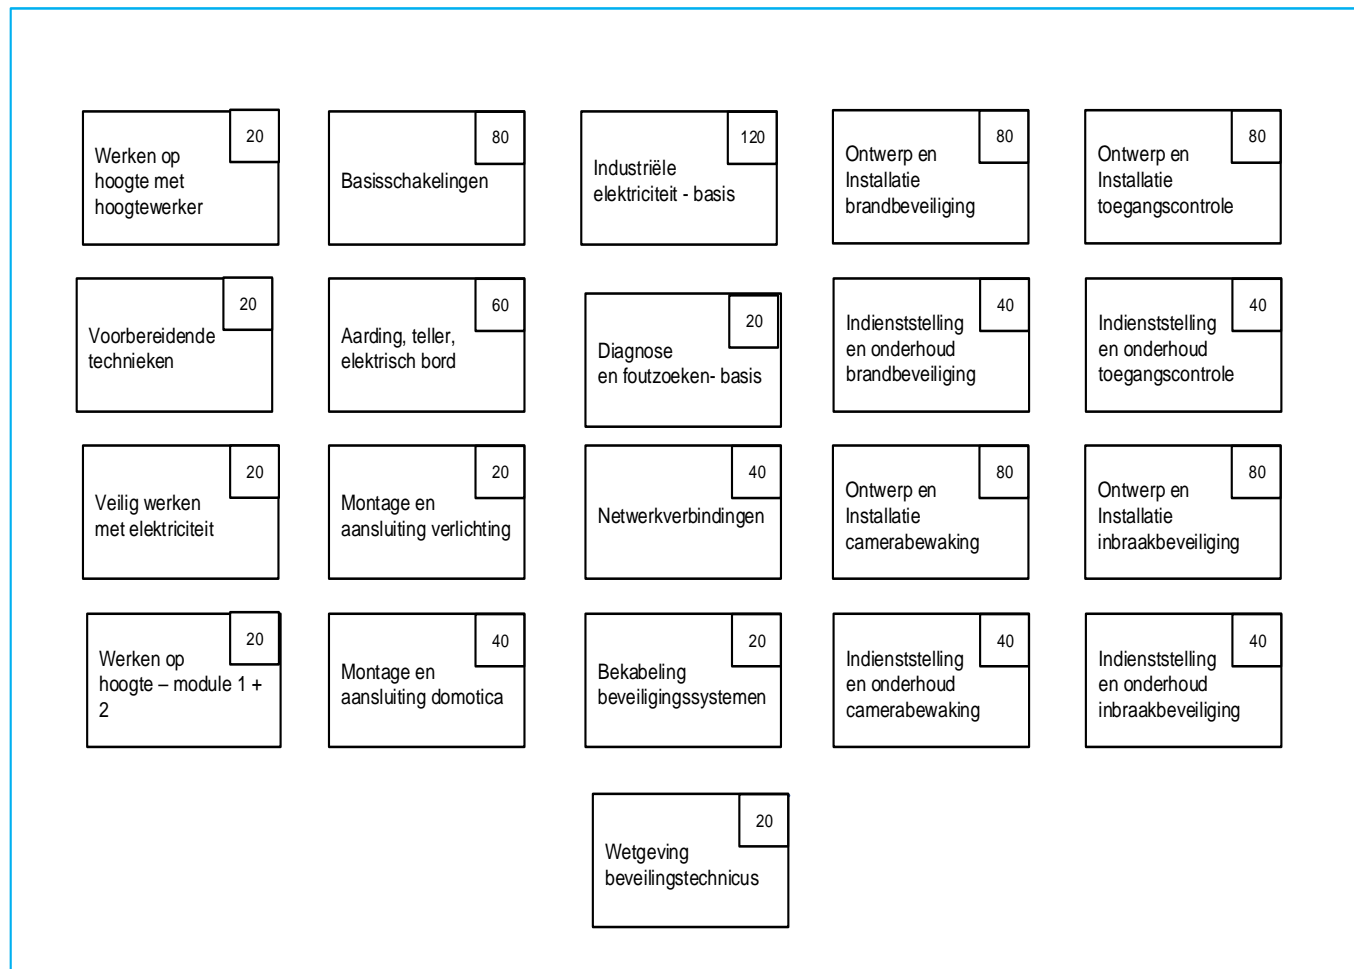 20
Werken op
hoogte met
hoogtewerker
80
Basisschakelingen
120
Industriële
elektriciteit - basis
80
Ontwerp en
Installatie
brandbeveiliging
80
Ontwerp en
Installatie
toegangscontrole
20
Voorbereidende
technieken
60
Aarding, teller,
elektrisch bord
20
Diagnose
en foutzoeken- basis
40
Indienststelling
en onderhoud
brandbeveiliging
40
Indienststelling
en onderhoud
toegangscontrole
20
Veilig werken
met elektriciteit
20
Montage en
aansluiting verlichting
40
Netwerkverbindingen
80
Ontwerp en
Installatie
camerabewaking
80
Ontwerp en
Installatie
inbraakbeveiliging
20
Werken op
hoogte – module 1 +
2
40
Montage en
aansluiting domotica
20
Bekabeling
beveiligingssystemen
40
Indienststelling
en onderhoud
camerabewaking
40
Indienststelling
en onderhoud
inbraakbeveiliging
20
Wetgeving
beveilingstechnicus